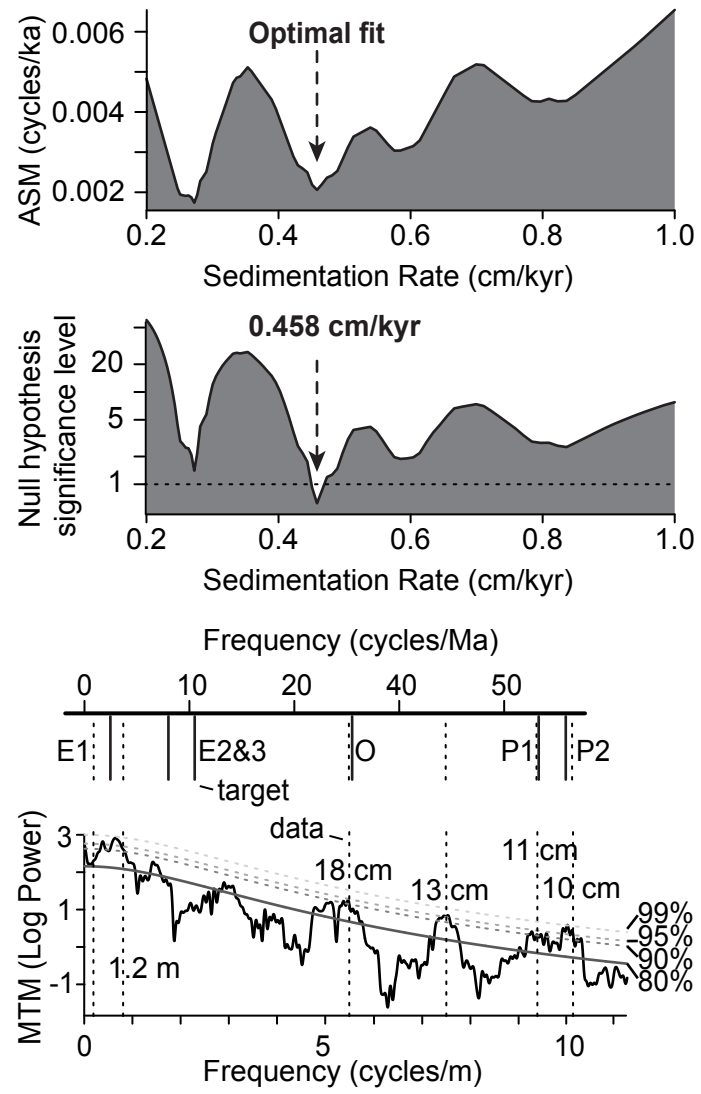 ASM (cycles/ka)
0.006
0.004
0.002
Optimal fit
0.2 0.4 0.6 0.8 1.0
Sedimentation Rate (cm/kyr)
Null hypothesis
significance level
20
5
1
0.458 cm/kyr
0.2 0.4 0.6 0.8 1.0
Sedimentation Rate (cm/kyr)
Frequency (cycles/Ma)
0 10 20 40 50
E1 E2&3 O P1 P2
target
data
MTM (Log Power)
3
1
-1
1.2 m
18 cm
13 cm
11 cm
10 cm
99%
95%
90%
80%
0 5 10
Frequency (cycles/m)